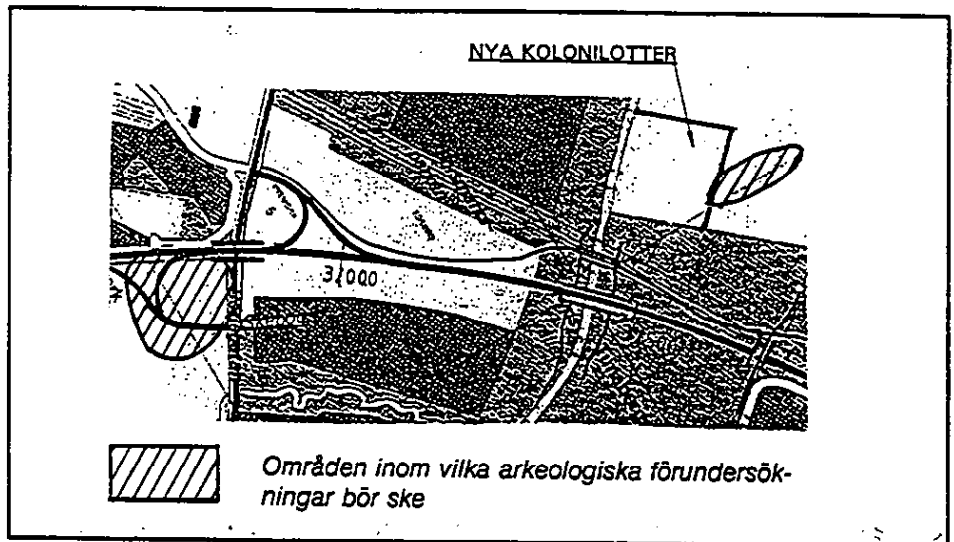 NYA KOLONILOTTER
3/000
Områden inom vilka arkeologiska förundersök-
ningar bör ske